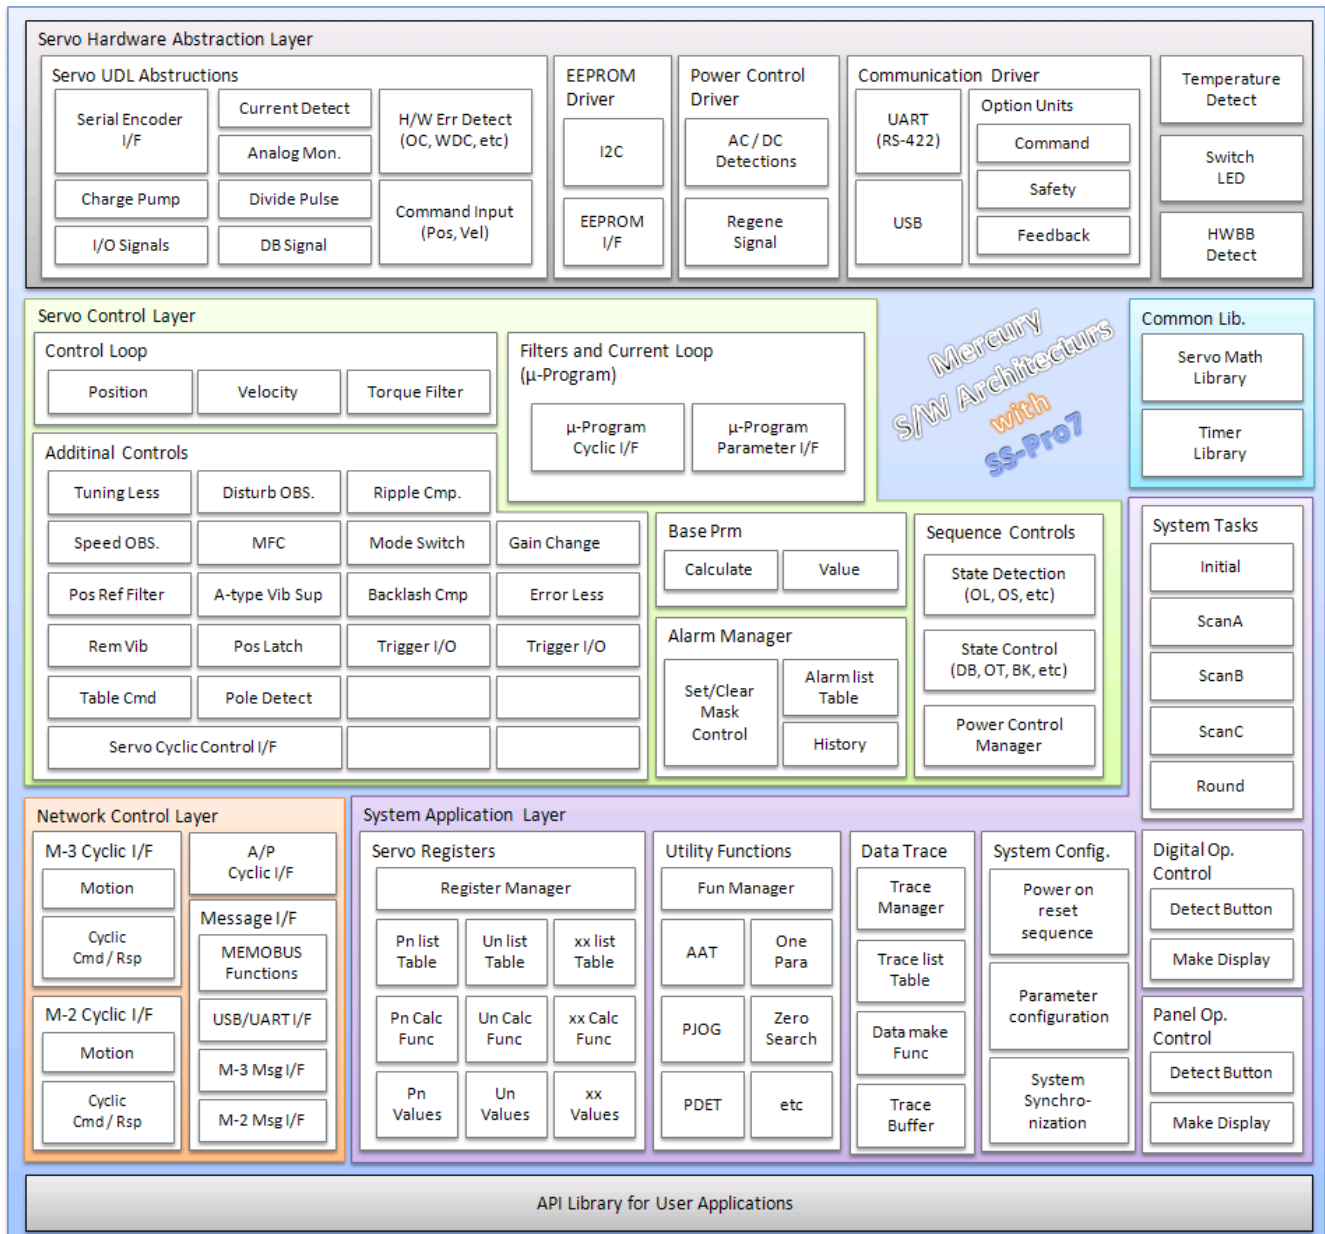 Servo Hardware Abstraction Layer
Servo UDL Abstructions
Serial Encoder
I/F
Current Detect
H/W Err Detect
(OC, WDC, etc)
Analog Mon.
Charge Pump
Divide Pulse
Command Input
(Pos, Vel)
I/O Signals
DB Signal
EEPROM
Driver
I2C
EEPROM
I/F
Power Control
Driver
AC / DC
Detections
Regene
Signal
Communication Driver
UART
(RS-422)
USB
Option Units
Command
Safety
Feedback
Temperature
Detect
Switch
LED
HWBB
Detect
Servo Control Layer
Control Loop
Position
Velocity
Torque Filter
Filters and Current Loop
(μ-Program)
μ-Program
Cyclic I/F
μ-Program
Parameter I/F
Mercury
S/W Architecturs
with
SS-Pro7
Common Lib.
Servo Math
Library
Timer
Library
Additinal Controls
Tuning Less
Disturb OBS.
Ripple Cmp.
Speed OBS.
MFC
Mode Switch
Gain Change
Pos Ref Filter
A-type Vib Sup
Backlash Cmp
Error Less
Rem Vib
Pos Latch
Trigger I/O
Trigger I/O
Table Cmd
Pole Detect
Servo Cyclic Control I/F
Base Prm
Calculate
Value
Alarm Manager
Set/Clear
Mask
Control
Alarm list
Table
History
Sequence Controls
State Detection
(OL, OS, etc)
State Control
(DB, OT, BK, etc)
Power Control
Manager
System Tasks
Initial
ScanA
ScanB
ScanC
Round
Network Control Layer
M-3 Cyclic I/F
Motion
Cyclic
Cmd / Rsp
M-2 Cyclic I/F
Motion
Cyclic
Cmd / Rsp
A/P
Cyclic I/F
Message I/F
MEMOBUS
Functions
USB/UART I/F
M-3 Msg I/F
M-2 Msg I/F
System Application Layer
Servo Registers
Register Manager
Pn list
Table
Un list
Table
xx list
Table
Pn Calc
Func
Un Calc
Func
xx Calc
Func
Pn
Values
Un
Values
xx
Values
Utility Functions
Fun Manager
AAT
One
Para
PJOG
Zero
Search
PDET
etc
Data Trace
Trace
Manager
Trace list
Table
Data make
Func
Trace
Buffer
System Config.
Power on
reset
sequence
Parameter
configuration
System
Synchro-
nization
Digital Op.
Control
Detect Button
Make Display
Panel Op.
Control
Detect Button
Make Display
API Library for User Applications